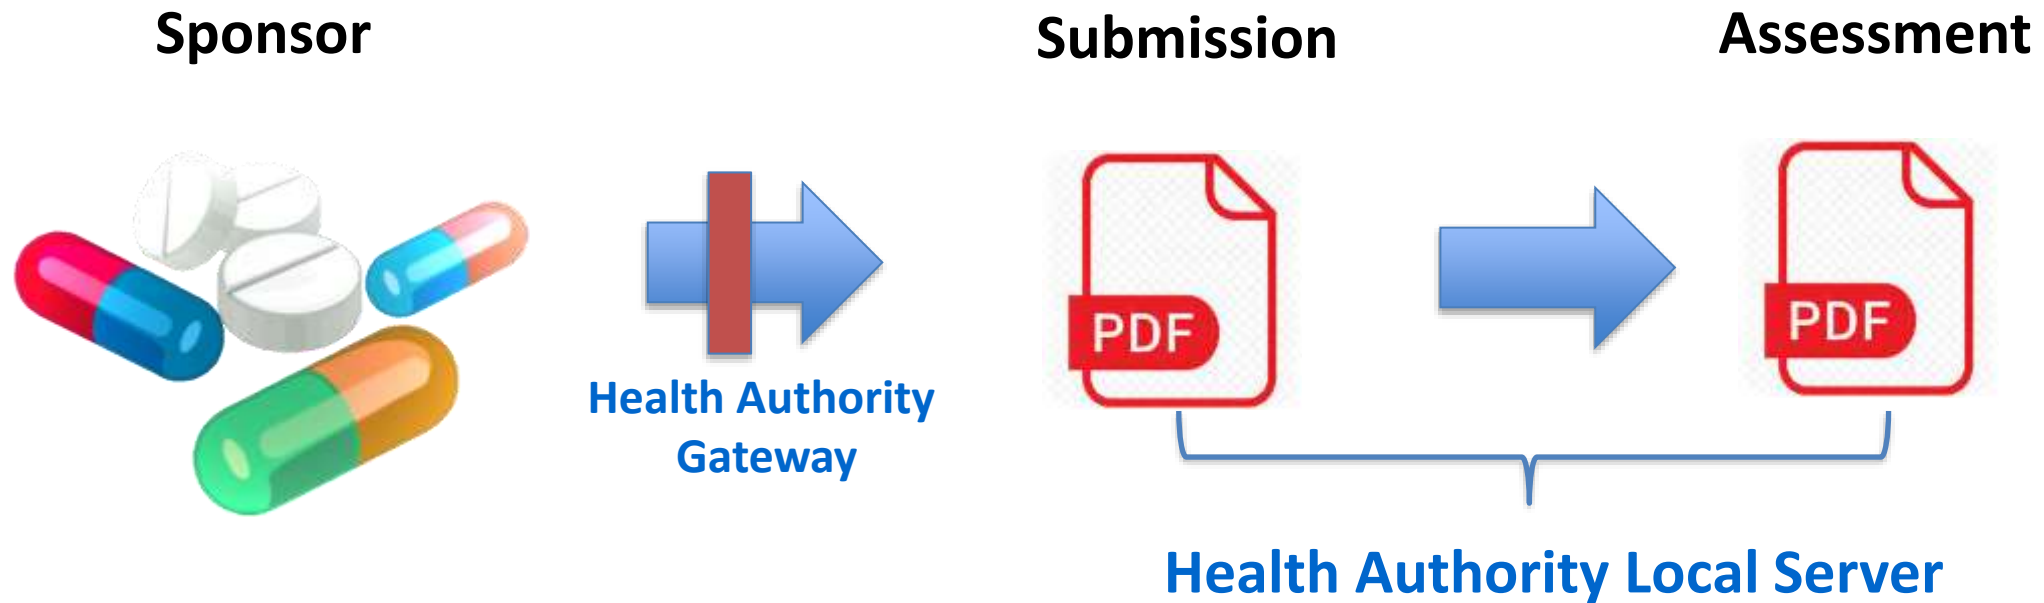 Sponsor
Submission
Assessment
PDF
PDF
Health Authority
Gateway
Health Authority Local Server